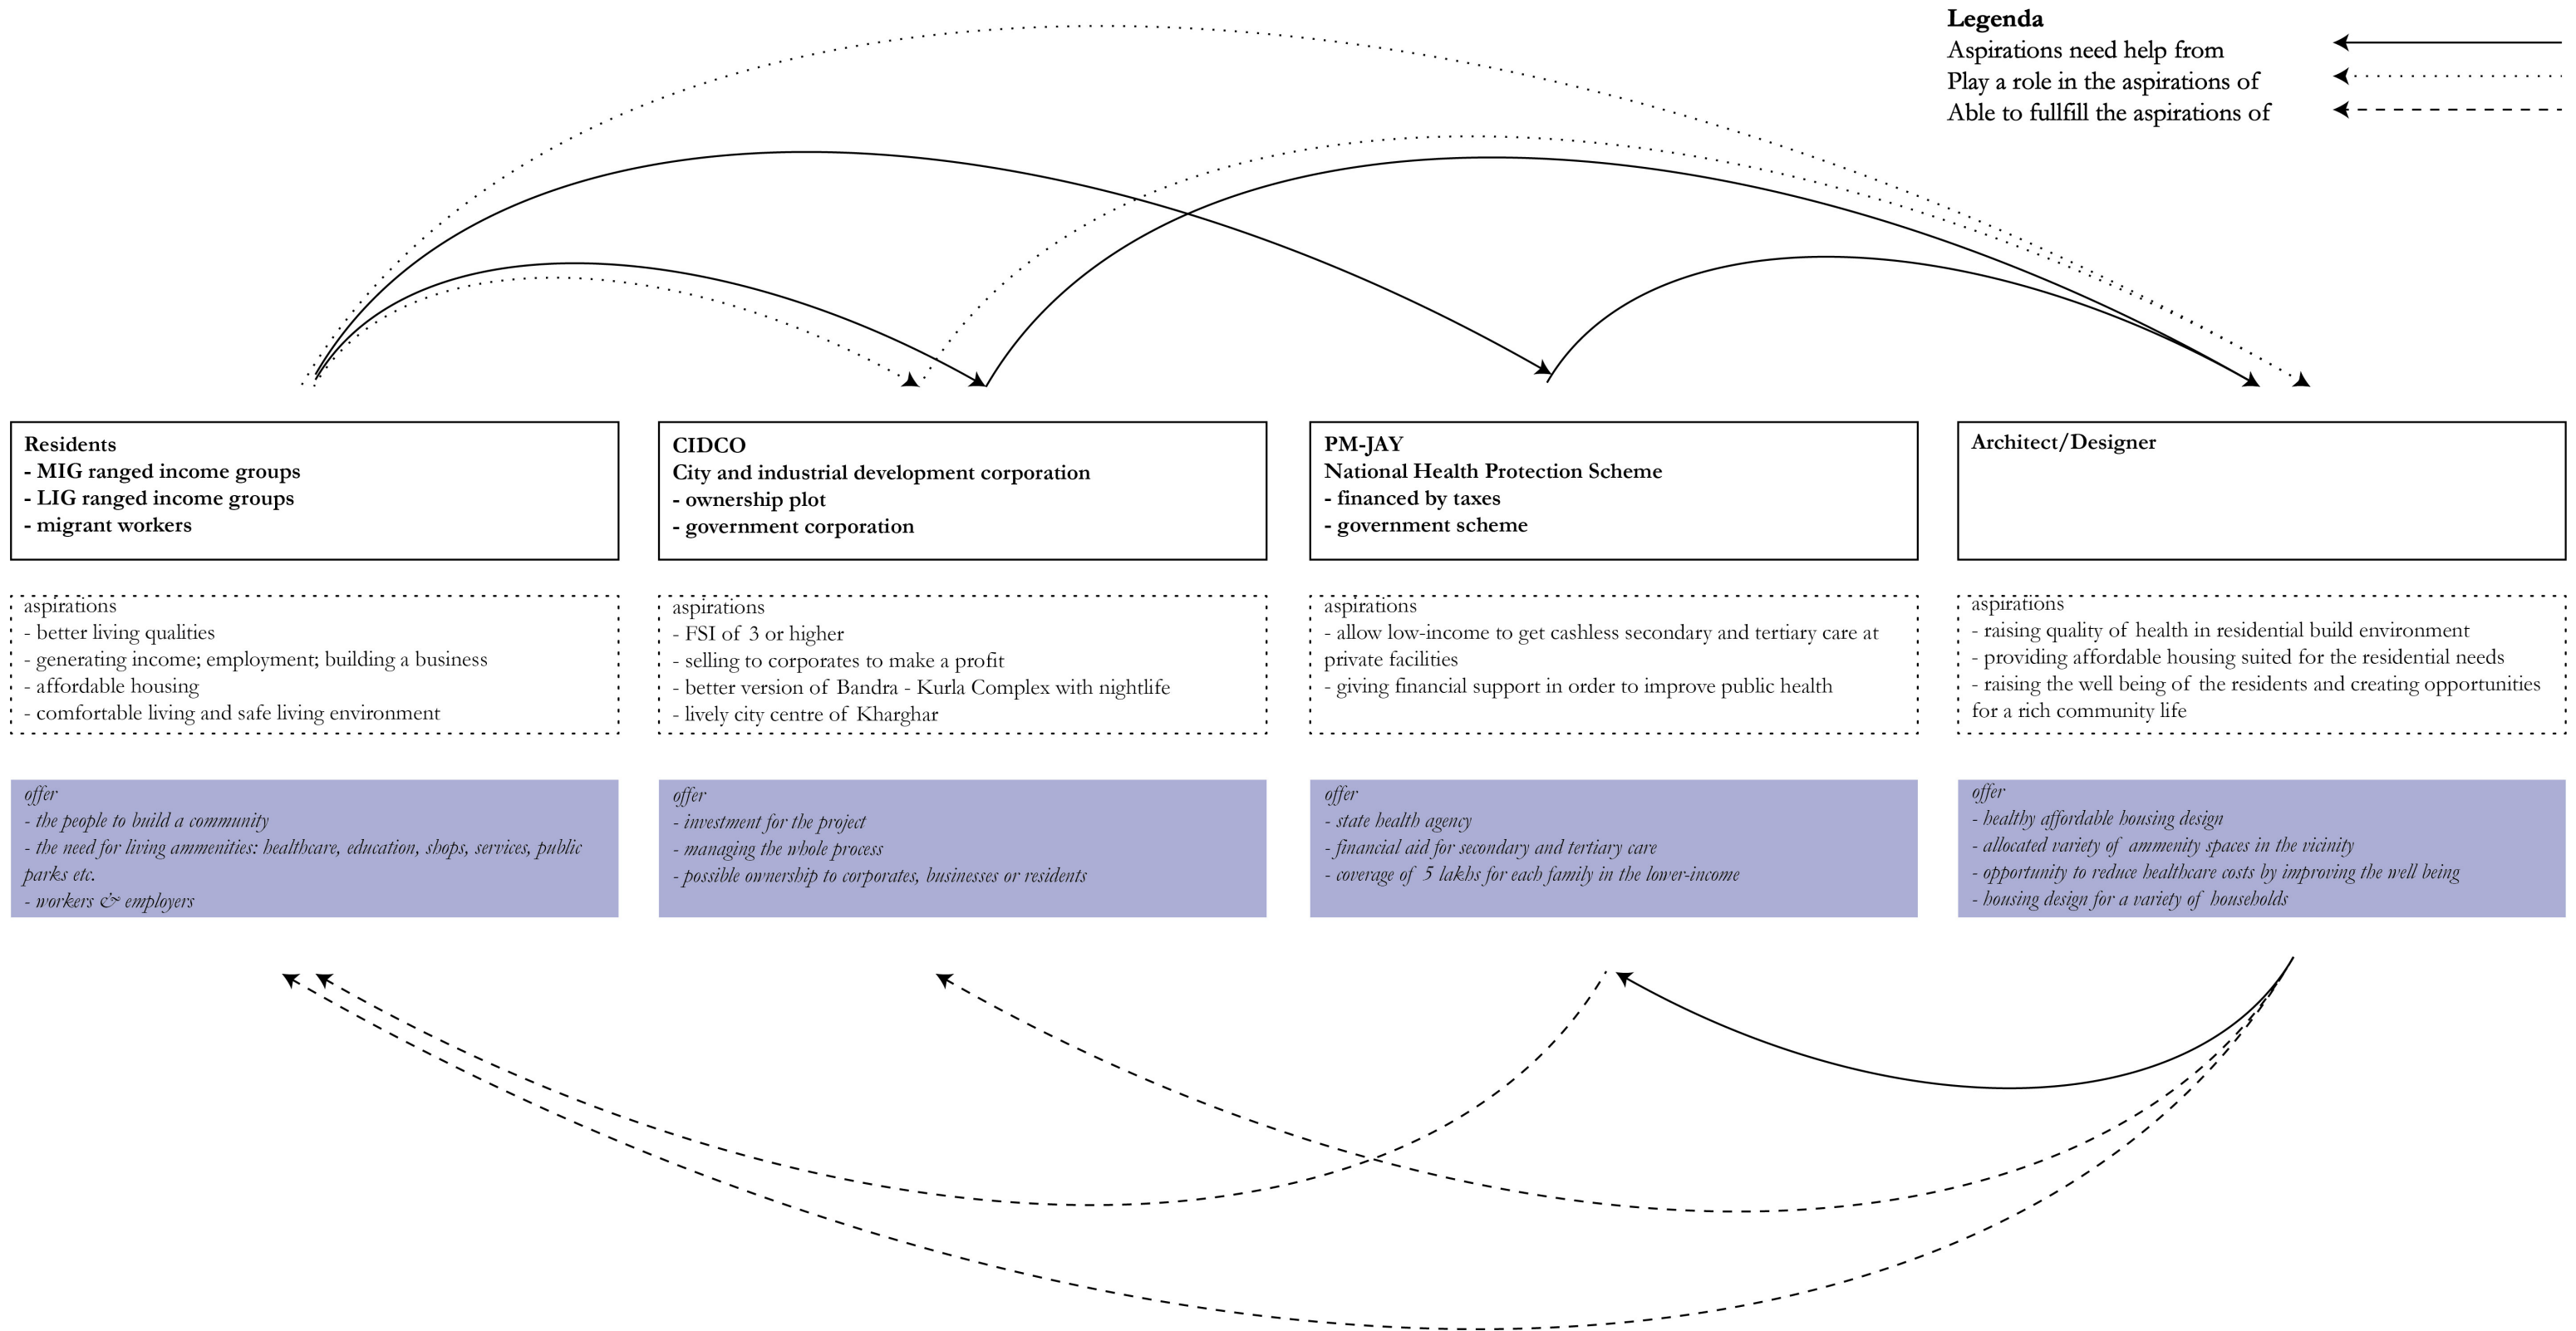 Legenda
Aspirations need help from
Play a role in the aspirations of
Able to fullfill the aspirations of
Residents
- MIG ranged income groups
- LIG ranged income groups
- migrant workers
CIDCO
City and industrial development corporation
- ownership plot
- government corporation
PM-JAY
National Health Protection Scheme
- financed by taxes
- government scheme
Architect/Designer
aspirations
- better living qualities
- generating income; employment; building a business
- affordable housing
- comfortable living and safe living environment
aspirations
- FSI of 3 or higher
- selling to corporates to make a profit
- better version of Bandra - Kurla Complex with nightlife
- lively city centre of Kharghar
aspirations
- allow low-income to get cashless secondary and tertiary care at
private facilities
- giving financial support in order to improve public health
aspirations
- raising quality of health in residential build environment
- providing affordable housing suited for the residential needs
- raising the well being of the residents and creating opportunities
for a rich community life
offer
- the people to build a community
- the need for living ammenities: healthcare, education, shops, services, public
parks etc.
- workers & employers
offer
- investment for the project
- managing the whole process
- possible ownership to corporates, businesses or residents
offer
- state health agency
- financial aid for secondary and tertiary care
- coverage of 5 lakhs for each family in the lower-income
offer
- healthy affordable housing design
- allocated variety of ammenity spaces in the vicinity
- opportunity to reduce healthcare costs by improving the well being
- housing design for a variety of households